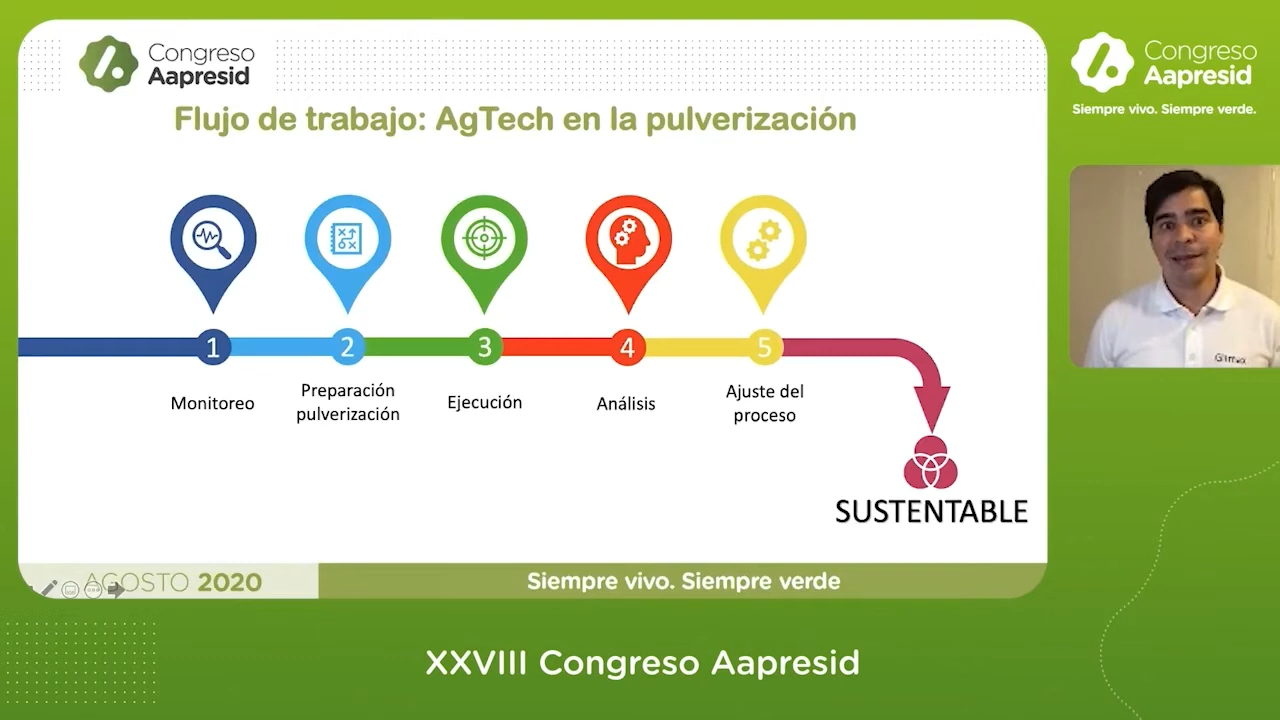 Congreso
Aapresid
Flujo de trabajo: AgTech en la pulverización
1
2
3
4
5
Monitoreo
Preparación
pulverización
Ejecución
Análisis
Ajuste del
proceso
SUSTENTABLE
AGOSTO 2020
Siempre vivo. Siempre verde
Congreso
Aapresid
Siempre vivo. Siempre verde.
XXVIII Congreso Aapresid